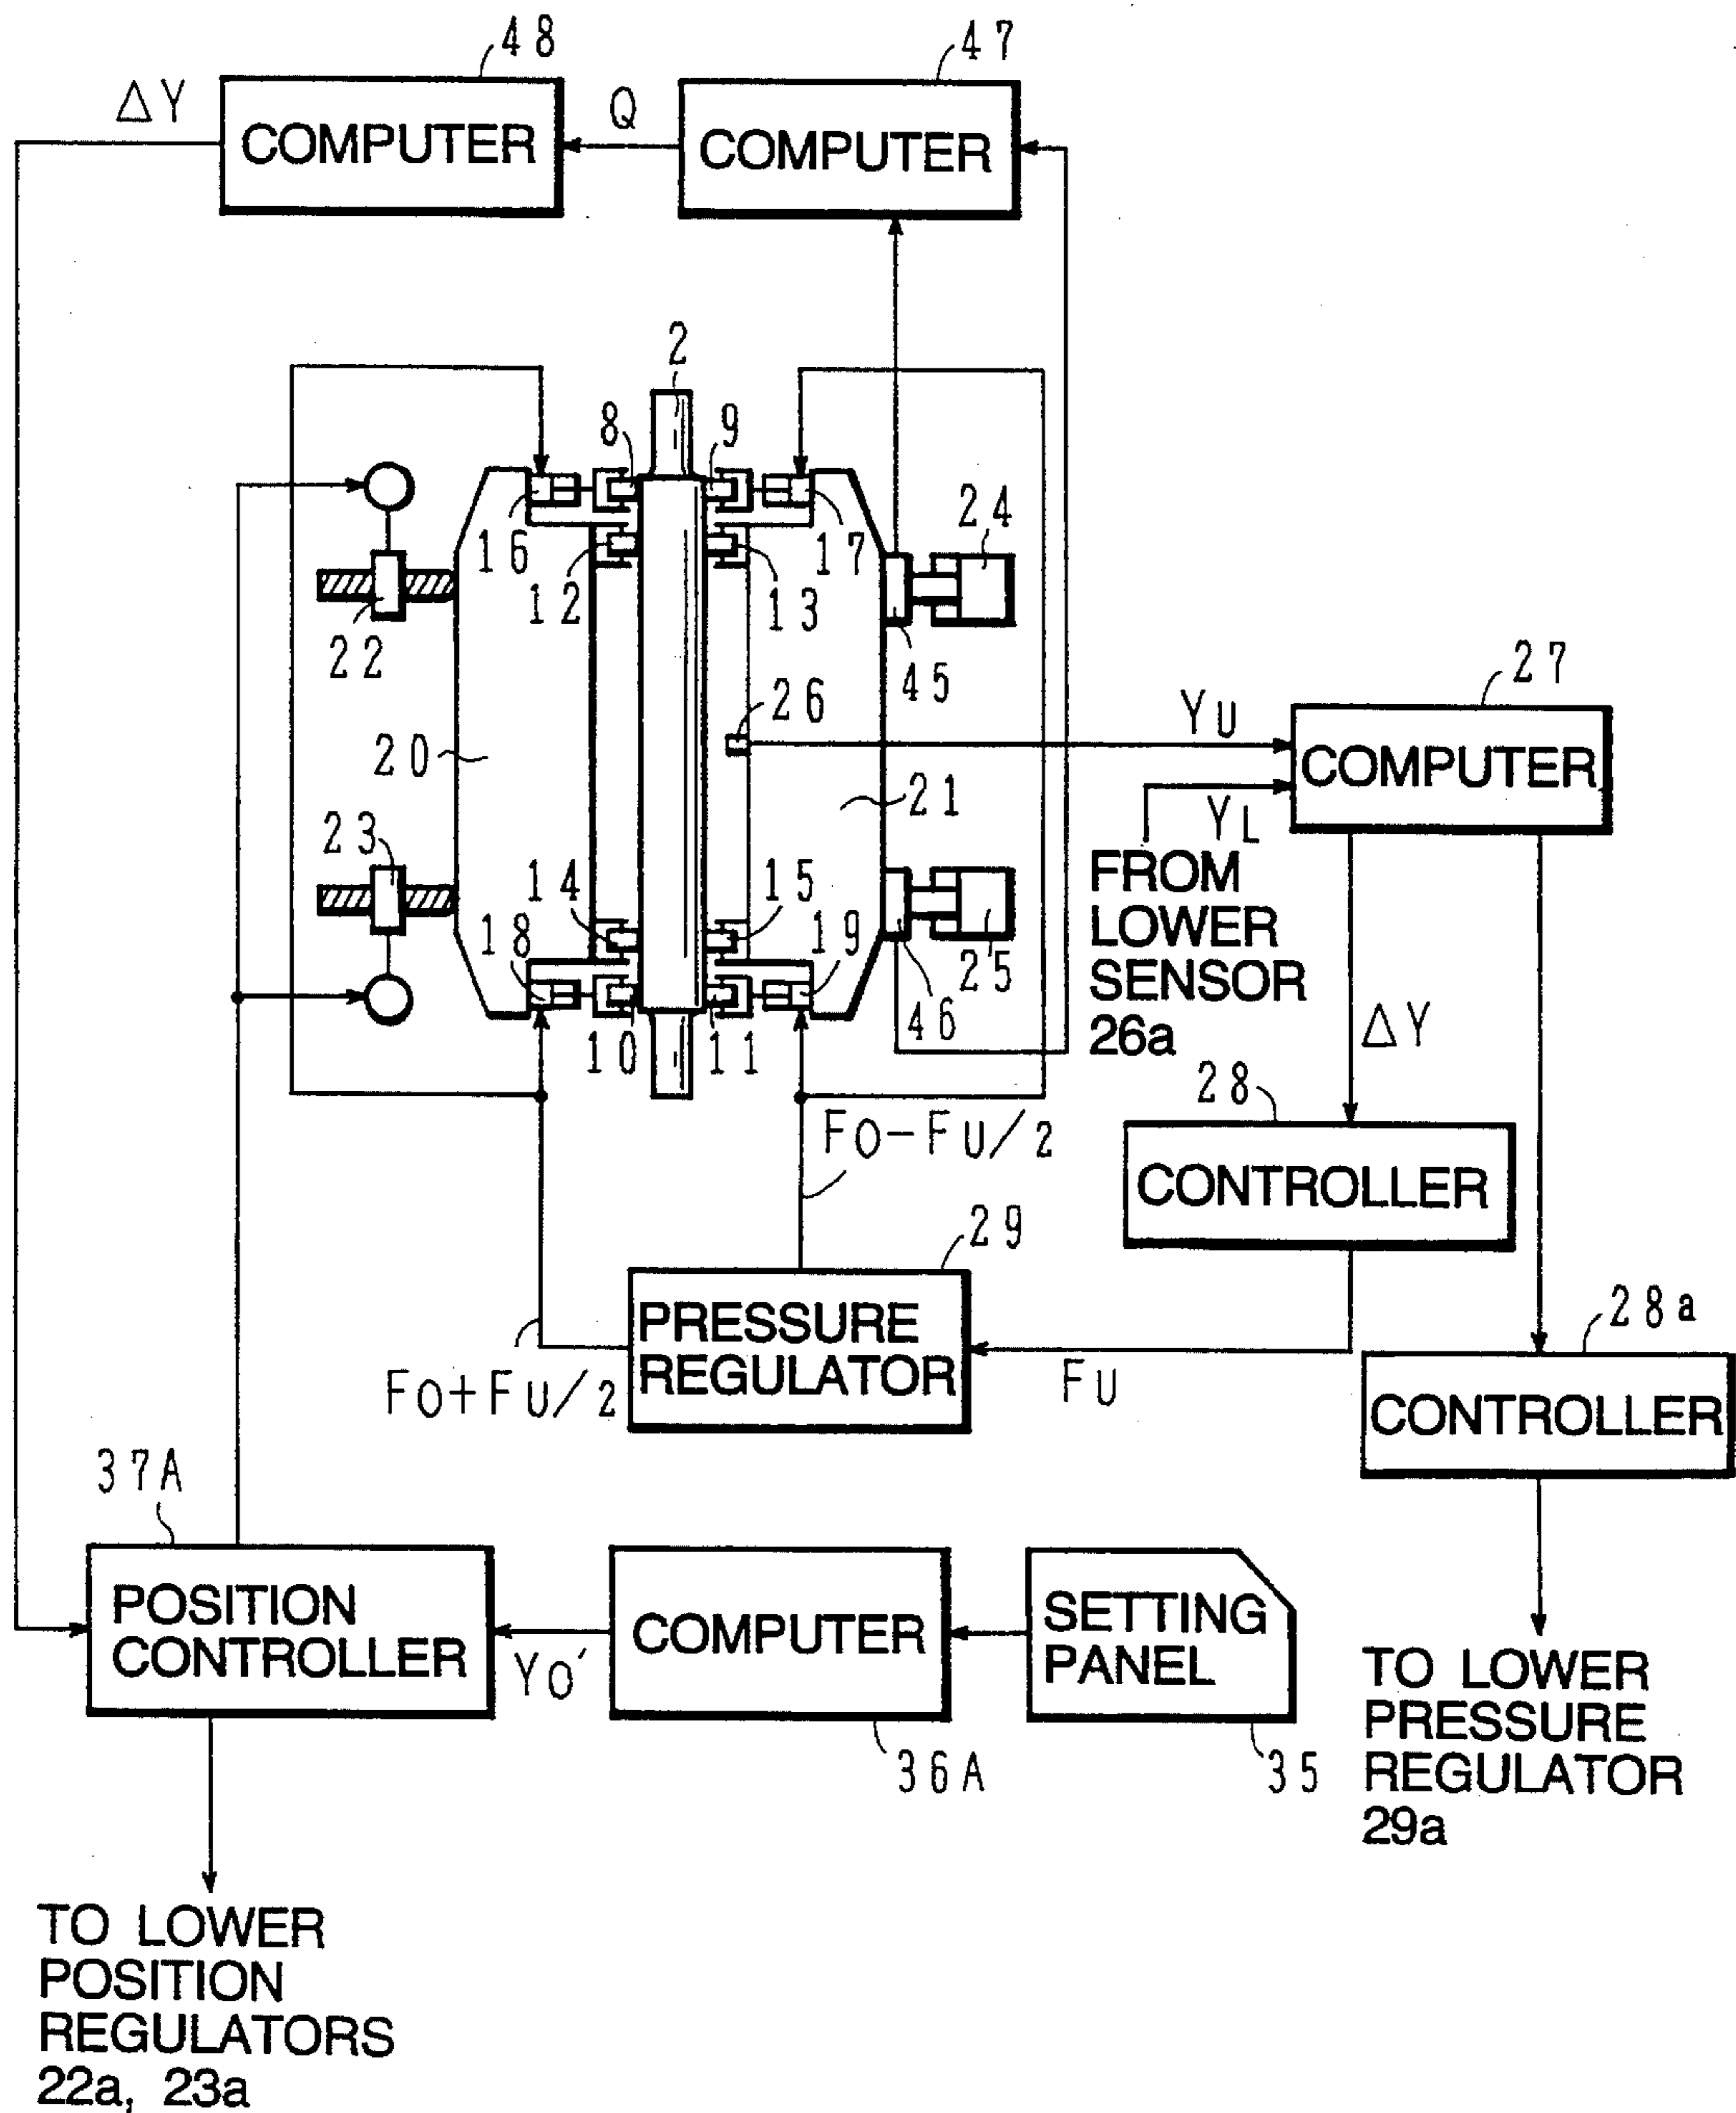 48
47
ΔY
COMPUTER
Q
COMPUTER
2
8
9
16
12
17
13
24
22
45
26
27
YU
COMPUTER
20
21
YL
23
14
15
FROM
LOWER
SENSOR
26a
18
19
25
10
11
46
ΔY
28
FO-FU/2
CONTROLLER
29
28a
PRESSURE
REGULATOR
FO+FU/2
FU
CONTROLLER
37A
POSITION
CONTROLLER
YO'
COMPUTER
SETTING
PANEL
36A
35
TO LOWER
PRESSURE
REGULATOR
29a
TO LOWER
POSITION
REGULATORS
22a, 23a